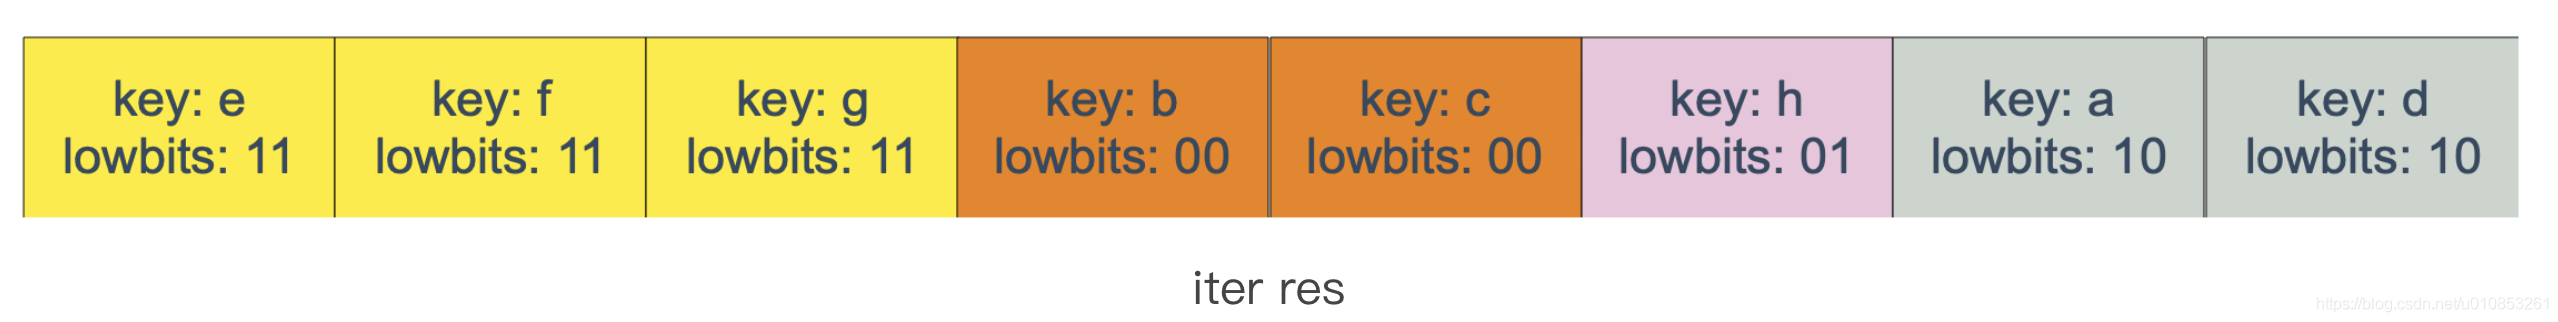 key: e
lowbits: 11
key: f
lowbits: 11
key: g
lowbits: 11
key: b
lowbits: 00
key: c
lowbits: 00
key: h
lowbits: 01
key: a
lowbits: 10
key: d
lowbits: 10
iter res
https://blog.csdn.net/u010853261